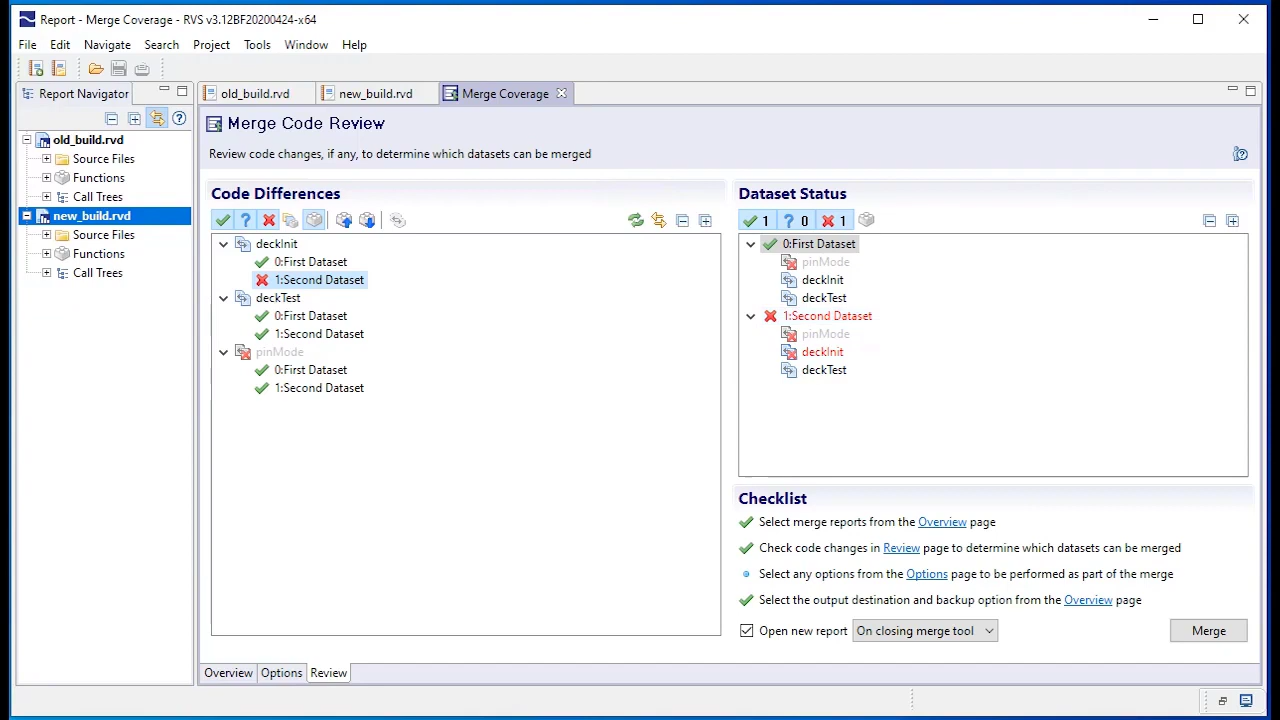 Report - Merge Coverage - RVS v3.12BF20200424-x64
File Edit Navigate Search Project Tools Window Help
Report Navigator
old_build.rvd
Source Files
Functions
Call Trees
new_build.rvd
Source Files
Functions
Call Trees
old_build.rvd new_build.rvd Merge Coverage
Merge Code Review
Review code changes, if any, to determine which datasets can be merged
Code Differences
deckInit
0:First Dataset
1:Second Dataset
deckTest
0:First Dataset
1:Second Dataset
pinMode
0:First Dataset
1:Second Dataset
Dataset Status
1 ? 0 1
0:First Dataset
pinMode
deckInit
deckTest
1:Second Dataset
pinMode
deckInit
deckTest
Checklist
Select merge reports from the Overview page
Check code changes in Review page to determine which datasets can be merged
Select any options from the Options page to be performed as part of the merge
Select the output destination and backup option from the Overview page
Open new report On closing merge tool Merge
Overview Options Review